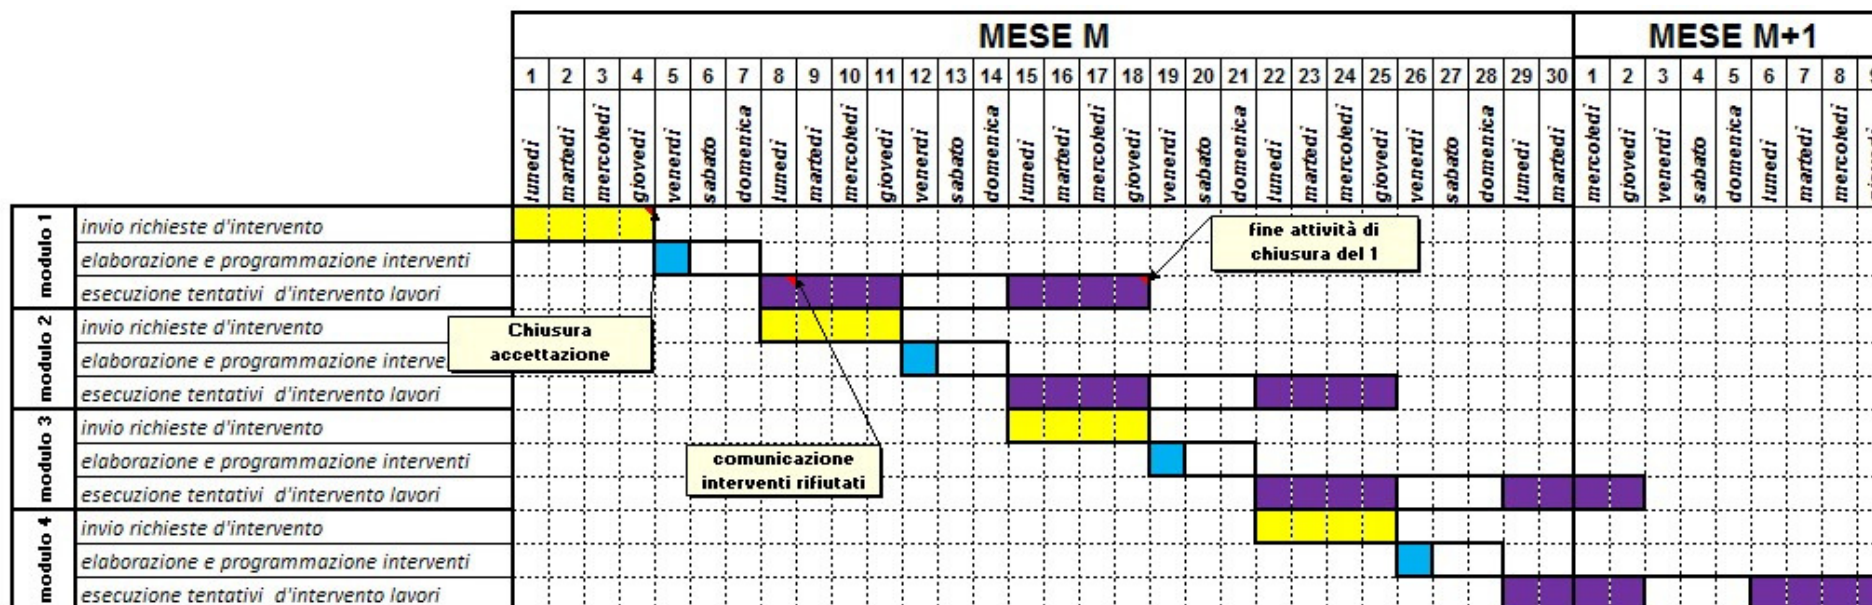 MESE M MESE M+1
1 2 3 4 5 6 7 8 9 10 11 12 13 14 15 16 17 18 19 20 21 22 23 24 25 26 27 28 29 30 1 2 3 4 5 6 7 8
lunedì martedì mercoledì giovedì venerdì sabato domenica lunedì martedì mercoledì giovedì venerdì sabato domenica lunedì martedì mercoledì giovedì venerdì sabato domenica lunedì martedì mercoledì giovedì venerdì sabato domenica lunedì martedì mercoledì giovedì venerdì sabato domenica lunedì martedì mercoledì
modulo 1
invio richieste d'intervento
elaborazione e programmazione interventi
esecuzione tentativi d'intervento lavori
fine attività di
chiusura del 1
modulo 2
invio richieste d'intervento
elaborazione e programmazione
esecuzione tentativi d'intervento lavori
Chiusura
accettazione
modulo 3
invio richieste d'intervento
elaborazione e programmazione interventi
esecuzione tentativi d'intervento lavori
comunicazione
interventi rifiutati
modulo 4
invio richieste d'intervento
elaborazione e programmazione interventi
esecuzione tentativi d'intervento lavori